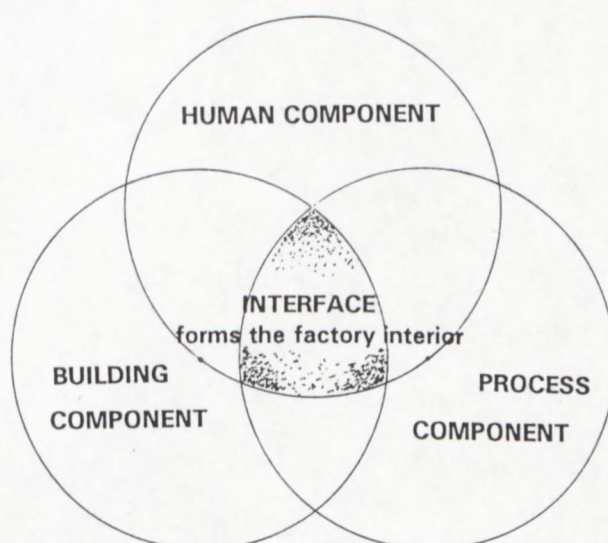 HUMAN COMPONENT
INTERFACE
forms the factory interior
BUILDING
COMPONENT
PROCESS
COMPONENT